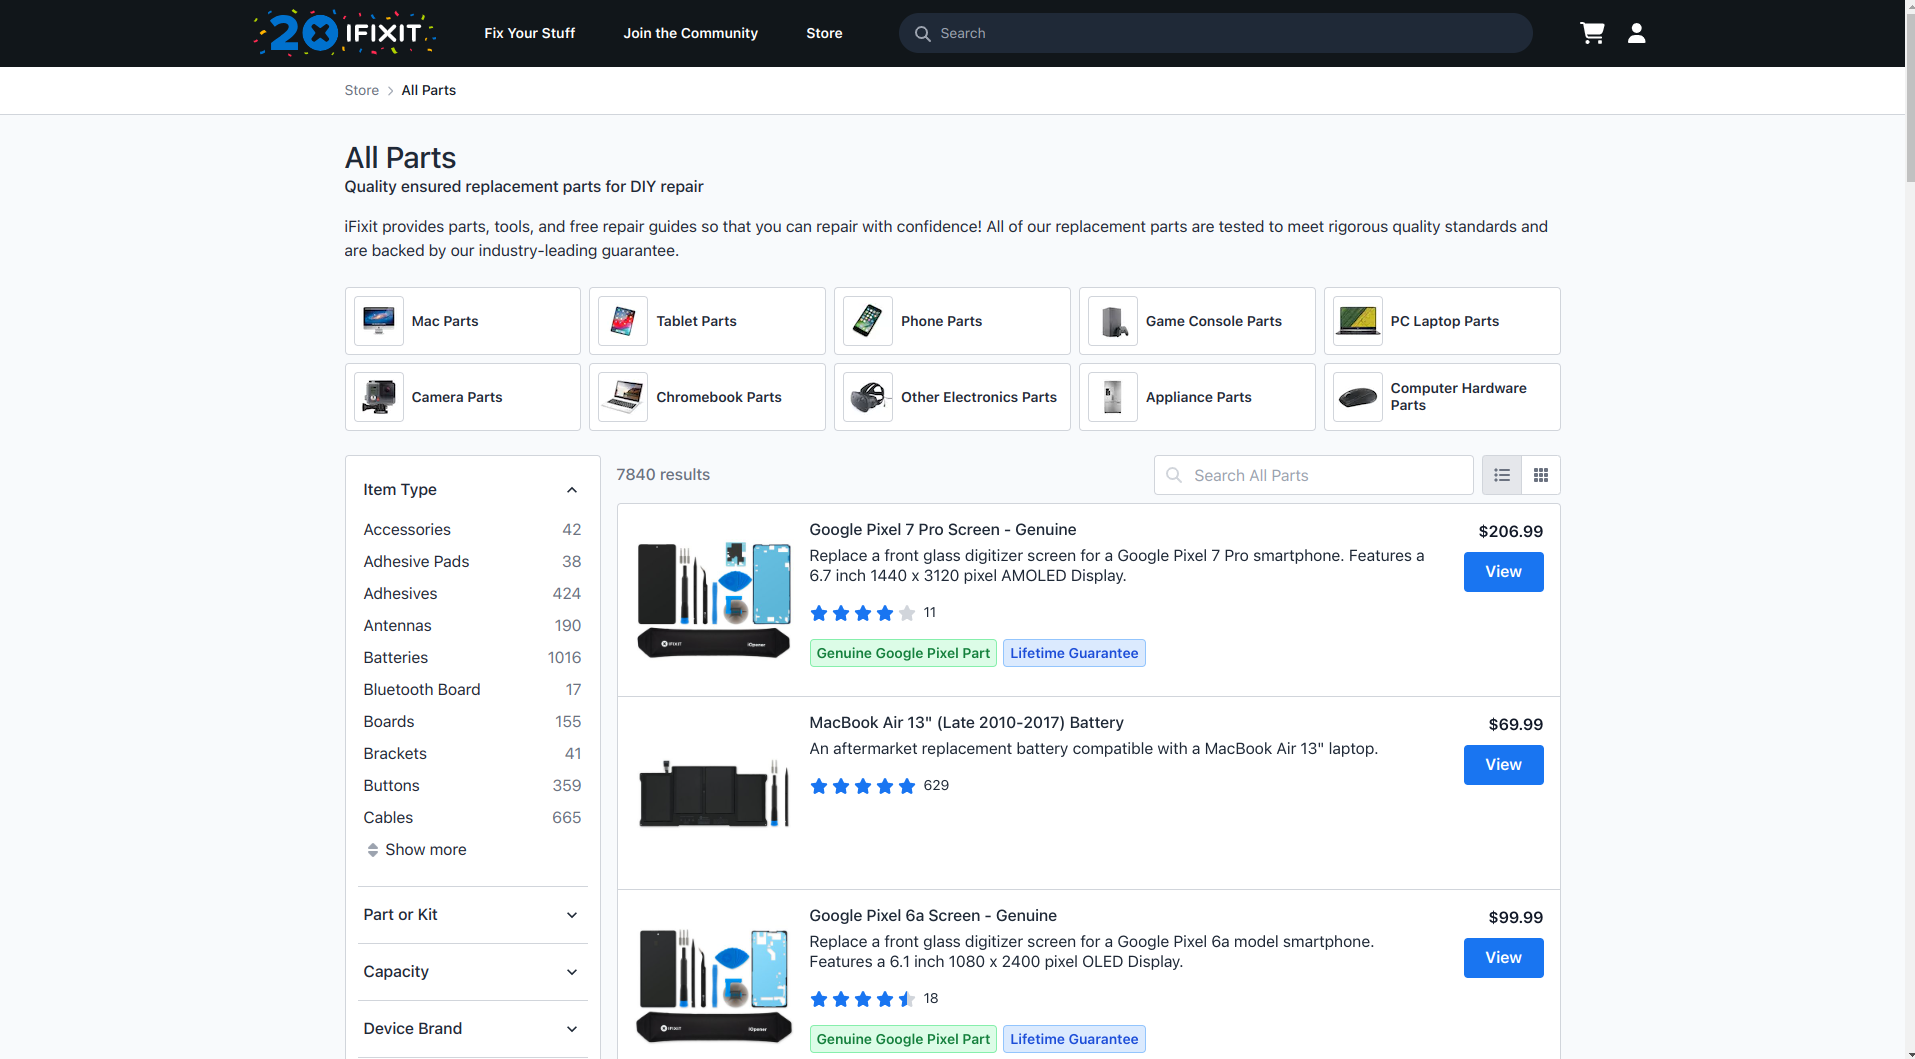 20 IFIXIT
Fix Your Stuff
Join the Community
Store
Search
Store
All Parts
All Parts
Quality ensured replacement parts for DIY repair
iFixit provides parts, tools, and free repair guides so that you can repair with confidence! All of our replacement parts are tested to meet rigorous quality standards and
are backed by our industry-leading guarantee.
Mac Parts
Tablet Parts
Phone Parts
Game Console Parts
PC Laptop Parts
Camera Parts
Chromebook Parts
Other Electronics Parts
Appliance Parts
Computer Hardware
Parts
Item Type
Accessories 42
Adhesive Pads 38
Adhesives 424
Antennas 190
Batteries 1016
Bluetooth Board 17
Boards 155
Brackets 41
Buttons 359
Cables 665
Show more
Part or Kit
Capacity
Device Brand
7840 results
Search All Parts
Google Pixel 7 Pro Screen - Genuine
$206.99
Replace a front glass digitizer screen for a Google Pixel 7 Pro smartphone. Features a
6.7 inch 1440 x 3120 pixel AMOLED Display.
View
11
Genuine Google Pixel Part
Lifetime Guarantee
IFIXIT
iOpener
MacBook Air 13" (Late 2010-2017) Battery
$69.99
An aftermarket replacement battery compatible with a MacBook Air 13" laptop.
View
629
Google Pixel 6a Screen - Genuine
$99.99
Replace a front glass digitizer screen for a Google Pixel 6a model smartphone.
Features a 6.1 inch 1080 x 2400 pixel OLED Display.
View
18
Genuine Google Pixel Part
Lifetime Guarantee
IFIXIT
iOpener